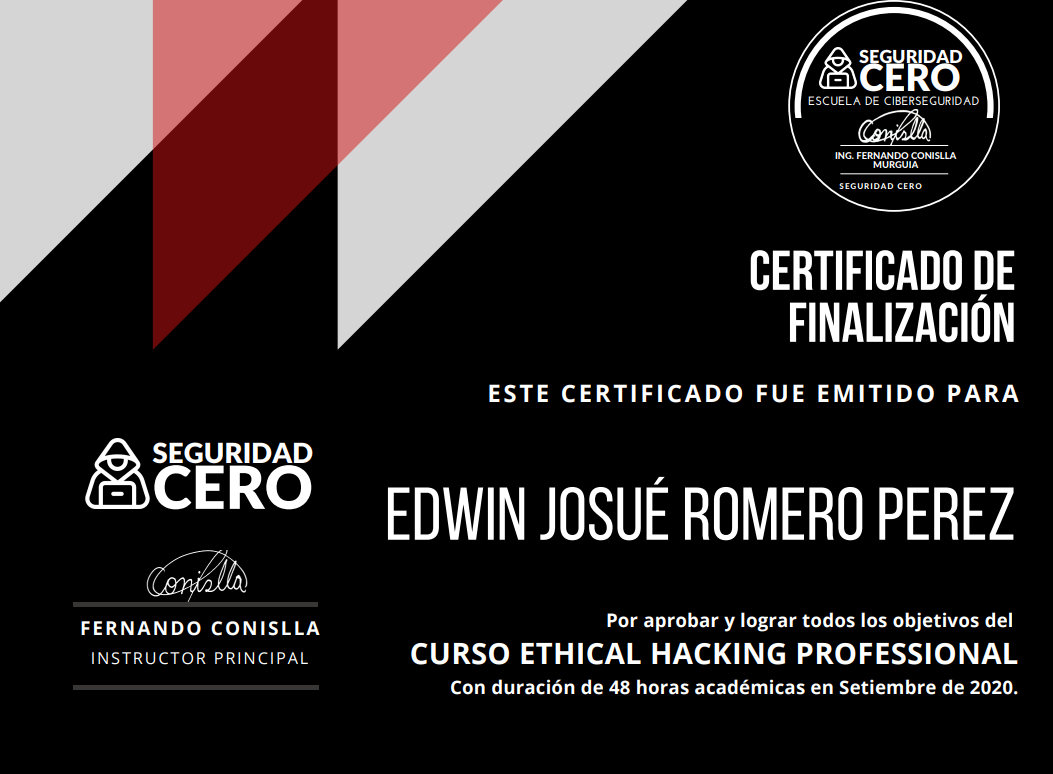 SEGURIDAD
CERO
ESCUELA DE CIBERSEGURIDAD
Conislla
ING. FERNANDO CONISLLA
MURGUIA
SEGURIDAD CERO
CERTIFICADO DE
FINALIZACIÓN
ESTE CERTIFICADO FUE EMITIDO PARA
EDWIN JOSUÉ ROMERO PEREZ
Por aprobar y lograr todos los objetivos del
CURSO ETHICAL HACKING PROFESSIONAL
Con duración de 48 horas académicas en Setiembre de 2020.
SEGURIDAD
CERO
Conislla
FERNANDO CONISLLA
INSTRUCTOR PRINCIPAL